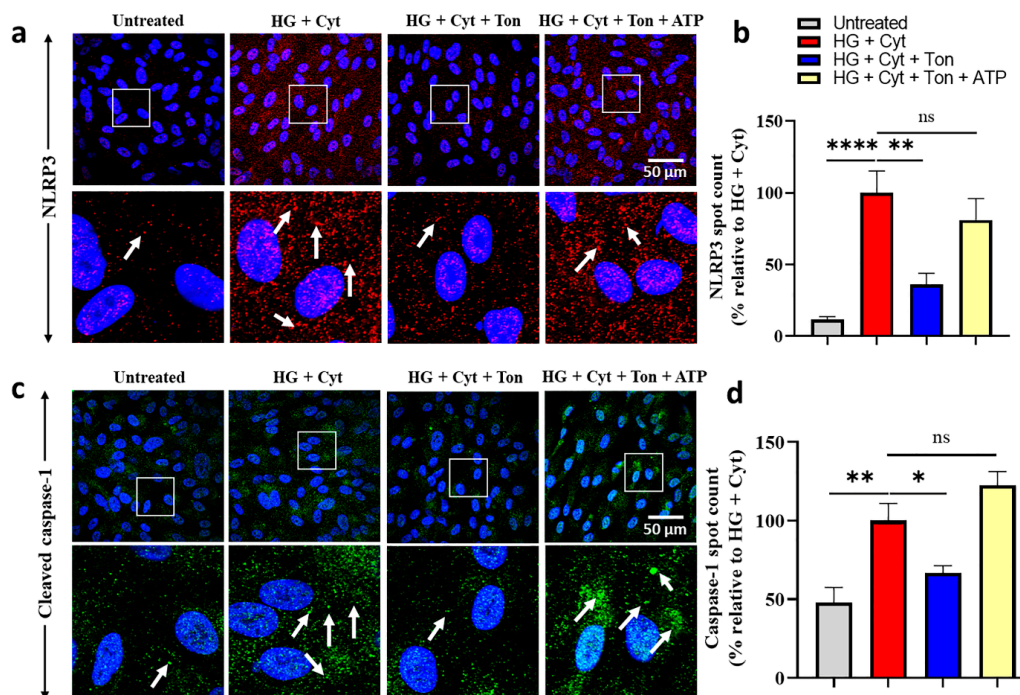 a
Untreated
HG + Cyt
HG + Cyt + Ton
HG + Cyt + Ton + ATP
NLRP3
50 µm
b
Untreated
HG + Cyt
HG + Cyt + Ton
HG + Cyt + Ton + ATP
NLRP3 spot count
(% relative to HG + Cyt)
150
100
50
0
ns
**** **
c
Untreated
HG + Cyt
HG + Cyt + Ton
HG + Cyt + Ton + ATP
Cleaved caspase-1
50 µm
d
Caspase-1 spot count
(% relative to HG + Cyt)
150
100
50
0
ns
** *